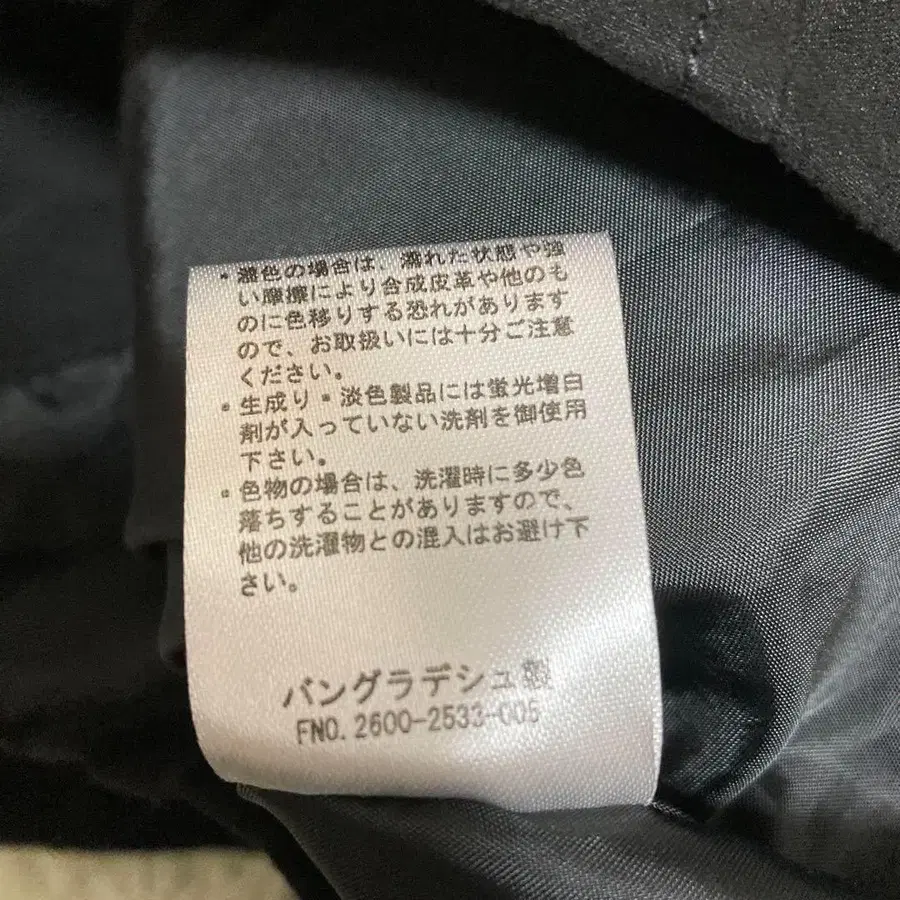 ・濃色の場合は、濡れた状態や強
い摩擦により合成皮革や他のも
のに色移りする恐れがあります
ので、お取扱いには十分ご注意
ください。
・生成り・淡色製品には蛍光増白
剤が入っていない洗剤を御使用
下さい。
・色物の場合は、洗濯時に多少色
落ちすることがありますので、
他の洗濯物との混入はお避け下
さい。
バングラデシュ製
FNO. 2600-2533-005